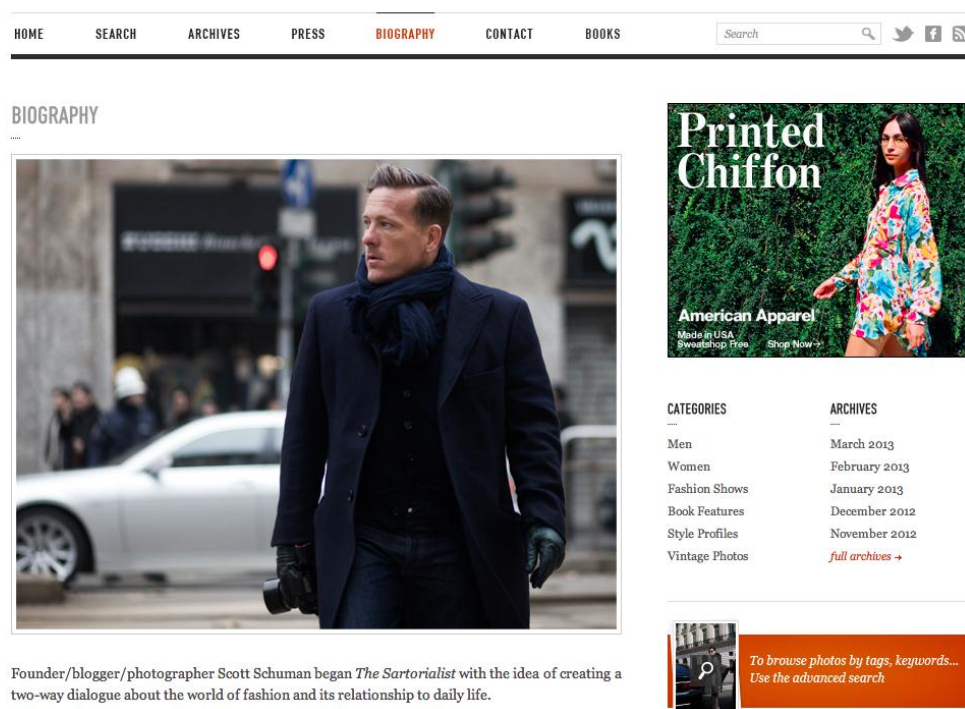 HOME SEARCH ARCHIVES PRESS BIOGRAPHY CONTACT BOOKS Search
BIOGRAPHY
Founder/blogger/photographer Scott Schuman began The Sartorialist with the idea of creating a
two-way dialogue about the world of fashion and its relationship to daily life.
Printed
Chiffon
American Apparel
Made in USA
Sweatshop Free Shop Now→
CATEGORIES
Men
Women
Fashion Shows
Book Features
Style Profiles
Vintage Photos
ARCHIVES
March 2013
February 2013
January 2013
December 2012
November 2012
full archives →
To browse photos by tags, keywords...
Use the advanced search